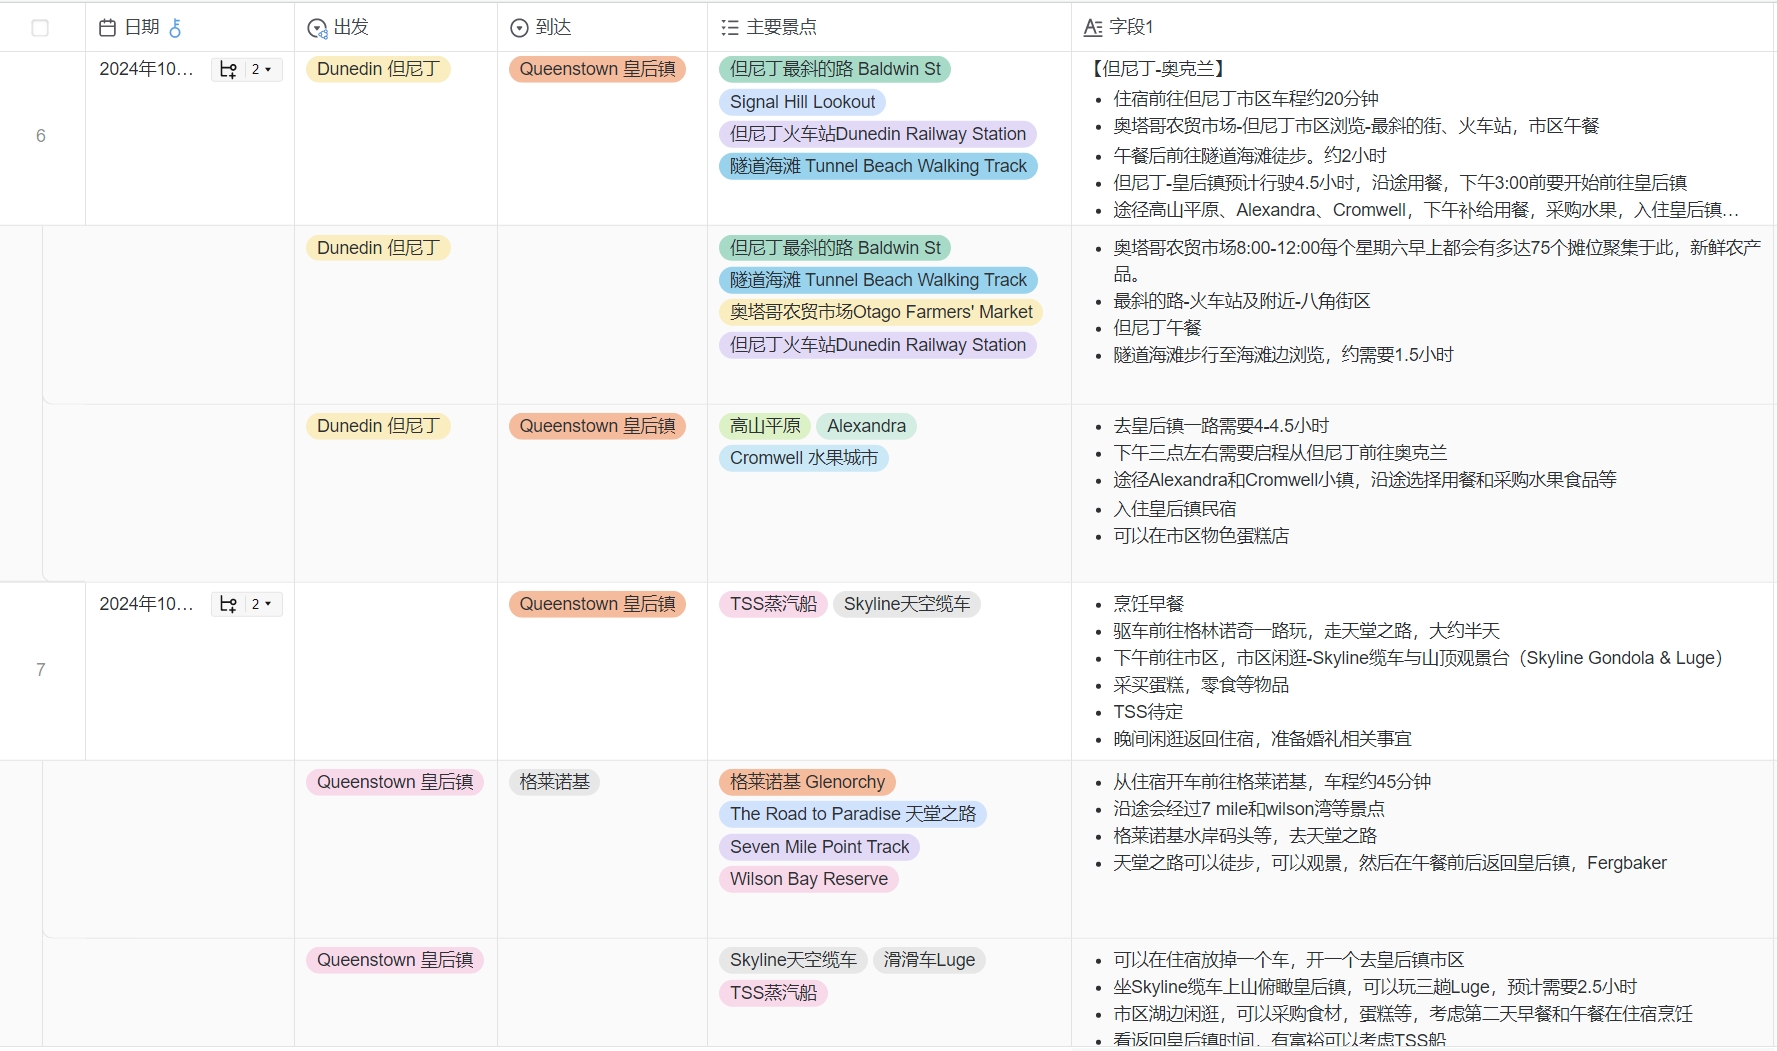 日期 出发 到达 主要景点 字段1
6
2024年10… 2
Dunedin 但尼丁
Queenstown 皇后镇
但尼丁最斜的路 Baldwin St
Signal Hill Lookout
但尼丁火车站Dunedin Railway Station
隧道海滩 Tunnel Beach Walking Track
【但尼丁-奥克兰】
住宿前往但尼丁市区车程约20分钟
奥塔哥农贸市场-但尼丁市区浏览-最斜的街、火车站，市区午餐
午餐后前往隧道海滩徒步。约2小时
但尼丁-皇后镇预计行驶4.5小时，沿途用餐，下午3:00前要开始前往皇后镇
途径高山平原、Alexandra、Cromwell，下午补给用餐，采购水果，入住皇后镇…
Dunedin 但尼丁
但尼丁最斜的路 Baldwin St
隧道海滩 Tunnel Beach Walking Track
奥塔哥农贸市场Otago Farmers' Market
但尼丁火车站Dunedin Railway Station
奥塔哥农贸市场8:00-12:00每个星期六早上都会有多达75个摊位聚集于此，新鲜农产
品。
最斜的路-火车站及附近-八角街区
但尼丁午餐
隧道海滩步行至海滩边浏览，约需要1.5小时
Dunedin 但尼丁
Queenstown 皇后镇
高山平原 Alexandra
Cromwell 水果城市
去皇后镇一路需要4-4.5小时
下午三点左右需要启程从但尼丁前往奥克兰
途径Alexandra和Cromwell小镇，沿途选择用餐和采购水果食品等
入住皇后镇民宿
可以在市区物色蛋糕店
7
2024年10… 2
Queenstown 皇后镇
TSS蒸汽船 Skyline天空缆车
烹饪早餐
驱车前往格林诺奇一路玩，走天堂之路，大约半天
下午前往市区，市区闲逛-Skyline缆车与山顶观景台（Skyline Gondola & Luge）
采买蛋糕，零食等物品
TSS待定
晚间闲逛返回住宿，准备婚礼相关事宜
Queenstown 皇后镇
格莱诺基
格莱诺基 Glenorchy
The Road to Paradise 天堂之路
Seven Mile Point Track
Wilson Bay Reserve
从住宿开车前往格莱诺基，车程约45分钟
沿途会经过7 mile和wilson湾等景点
格莱诺基水岸码头等，去天堂之路
天堂之路可以徒步，可以观景，然后在午餐前后返回皇后镇，Fergbaker
Queenstown 皇后镇
Skyline天空缆车 滑滑车Luge
TSS蒸汽船
可以在住宿放掉一个车，开一个去皇后镇市区
坐Skyline缆车上山俯瞰皇后镇，可以玩三趟Luge，预计需要2.5小时
市区湖边闲逛，可以采购食材，蛋糕等，考虑第二天早餐和午餐在住宿烹饪
看返回皇后镇时间，有富裕可以考虑TSS船